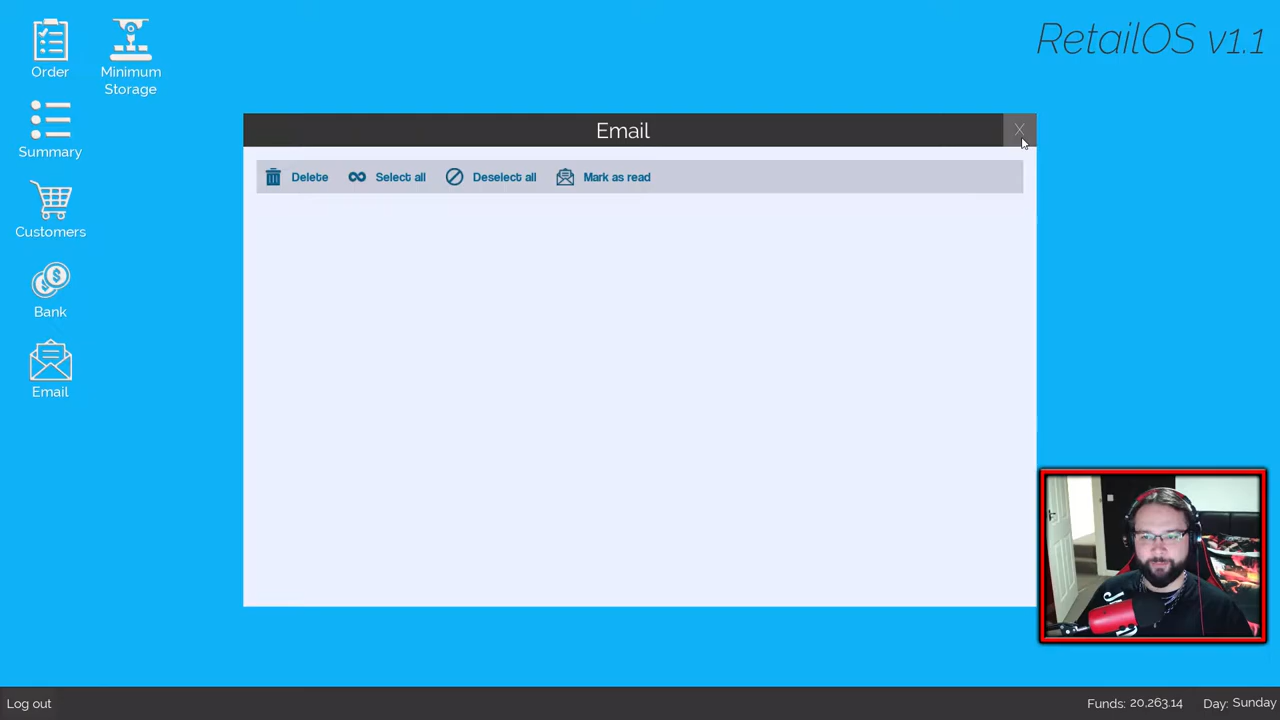 RetailOS v1.1
Order
Minimum
Storage
Summary
Customers
Bank
Email
Email
X
Delete
Select all
Deselect all
Mark as read
Log out
Funds: 20,263.14
Day: Sunday